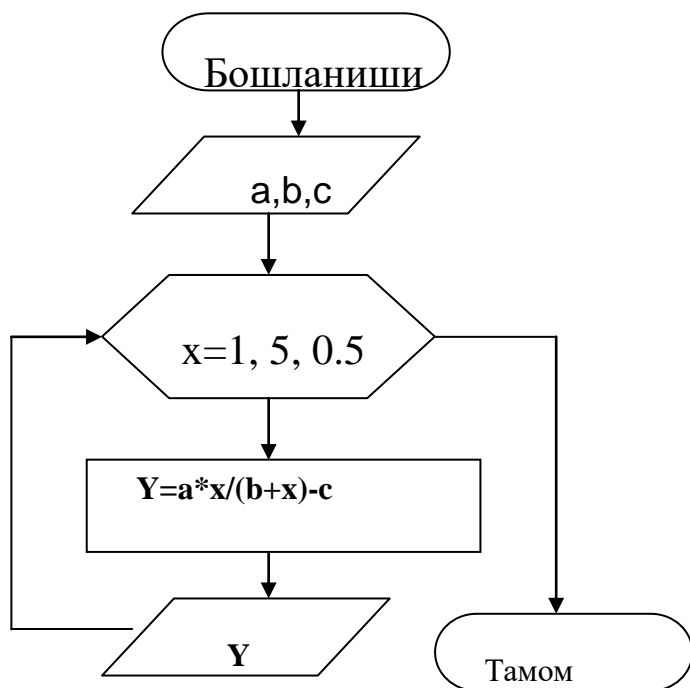 Бошланиши
a,b,c
x=1, 5, 0.5
Y=a*x/(b+x)-c
Y
Тамом